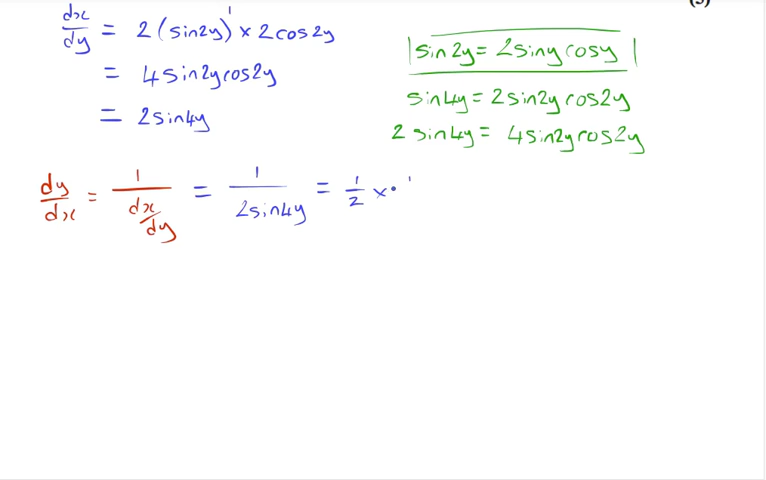 (5)
dx/dy = 2(sin2y)¹ × 2cos2y
= 4sin2ycos2y
= 2sin4y
sin2y = 2sinycosy
sin4y = 2sin2ycos2y
2sin4y = 4sin2ycos2y
dy/dx = 1/(dx/dy) = 1/(2sin4y) = 1/2 ×